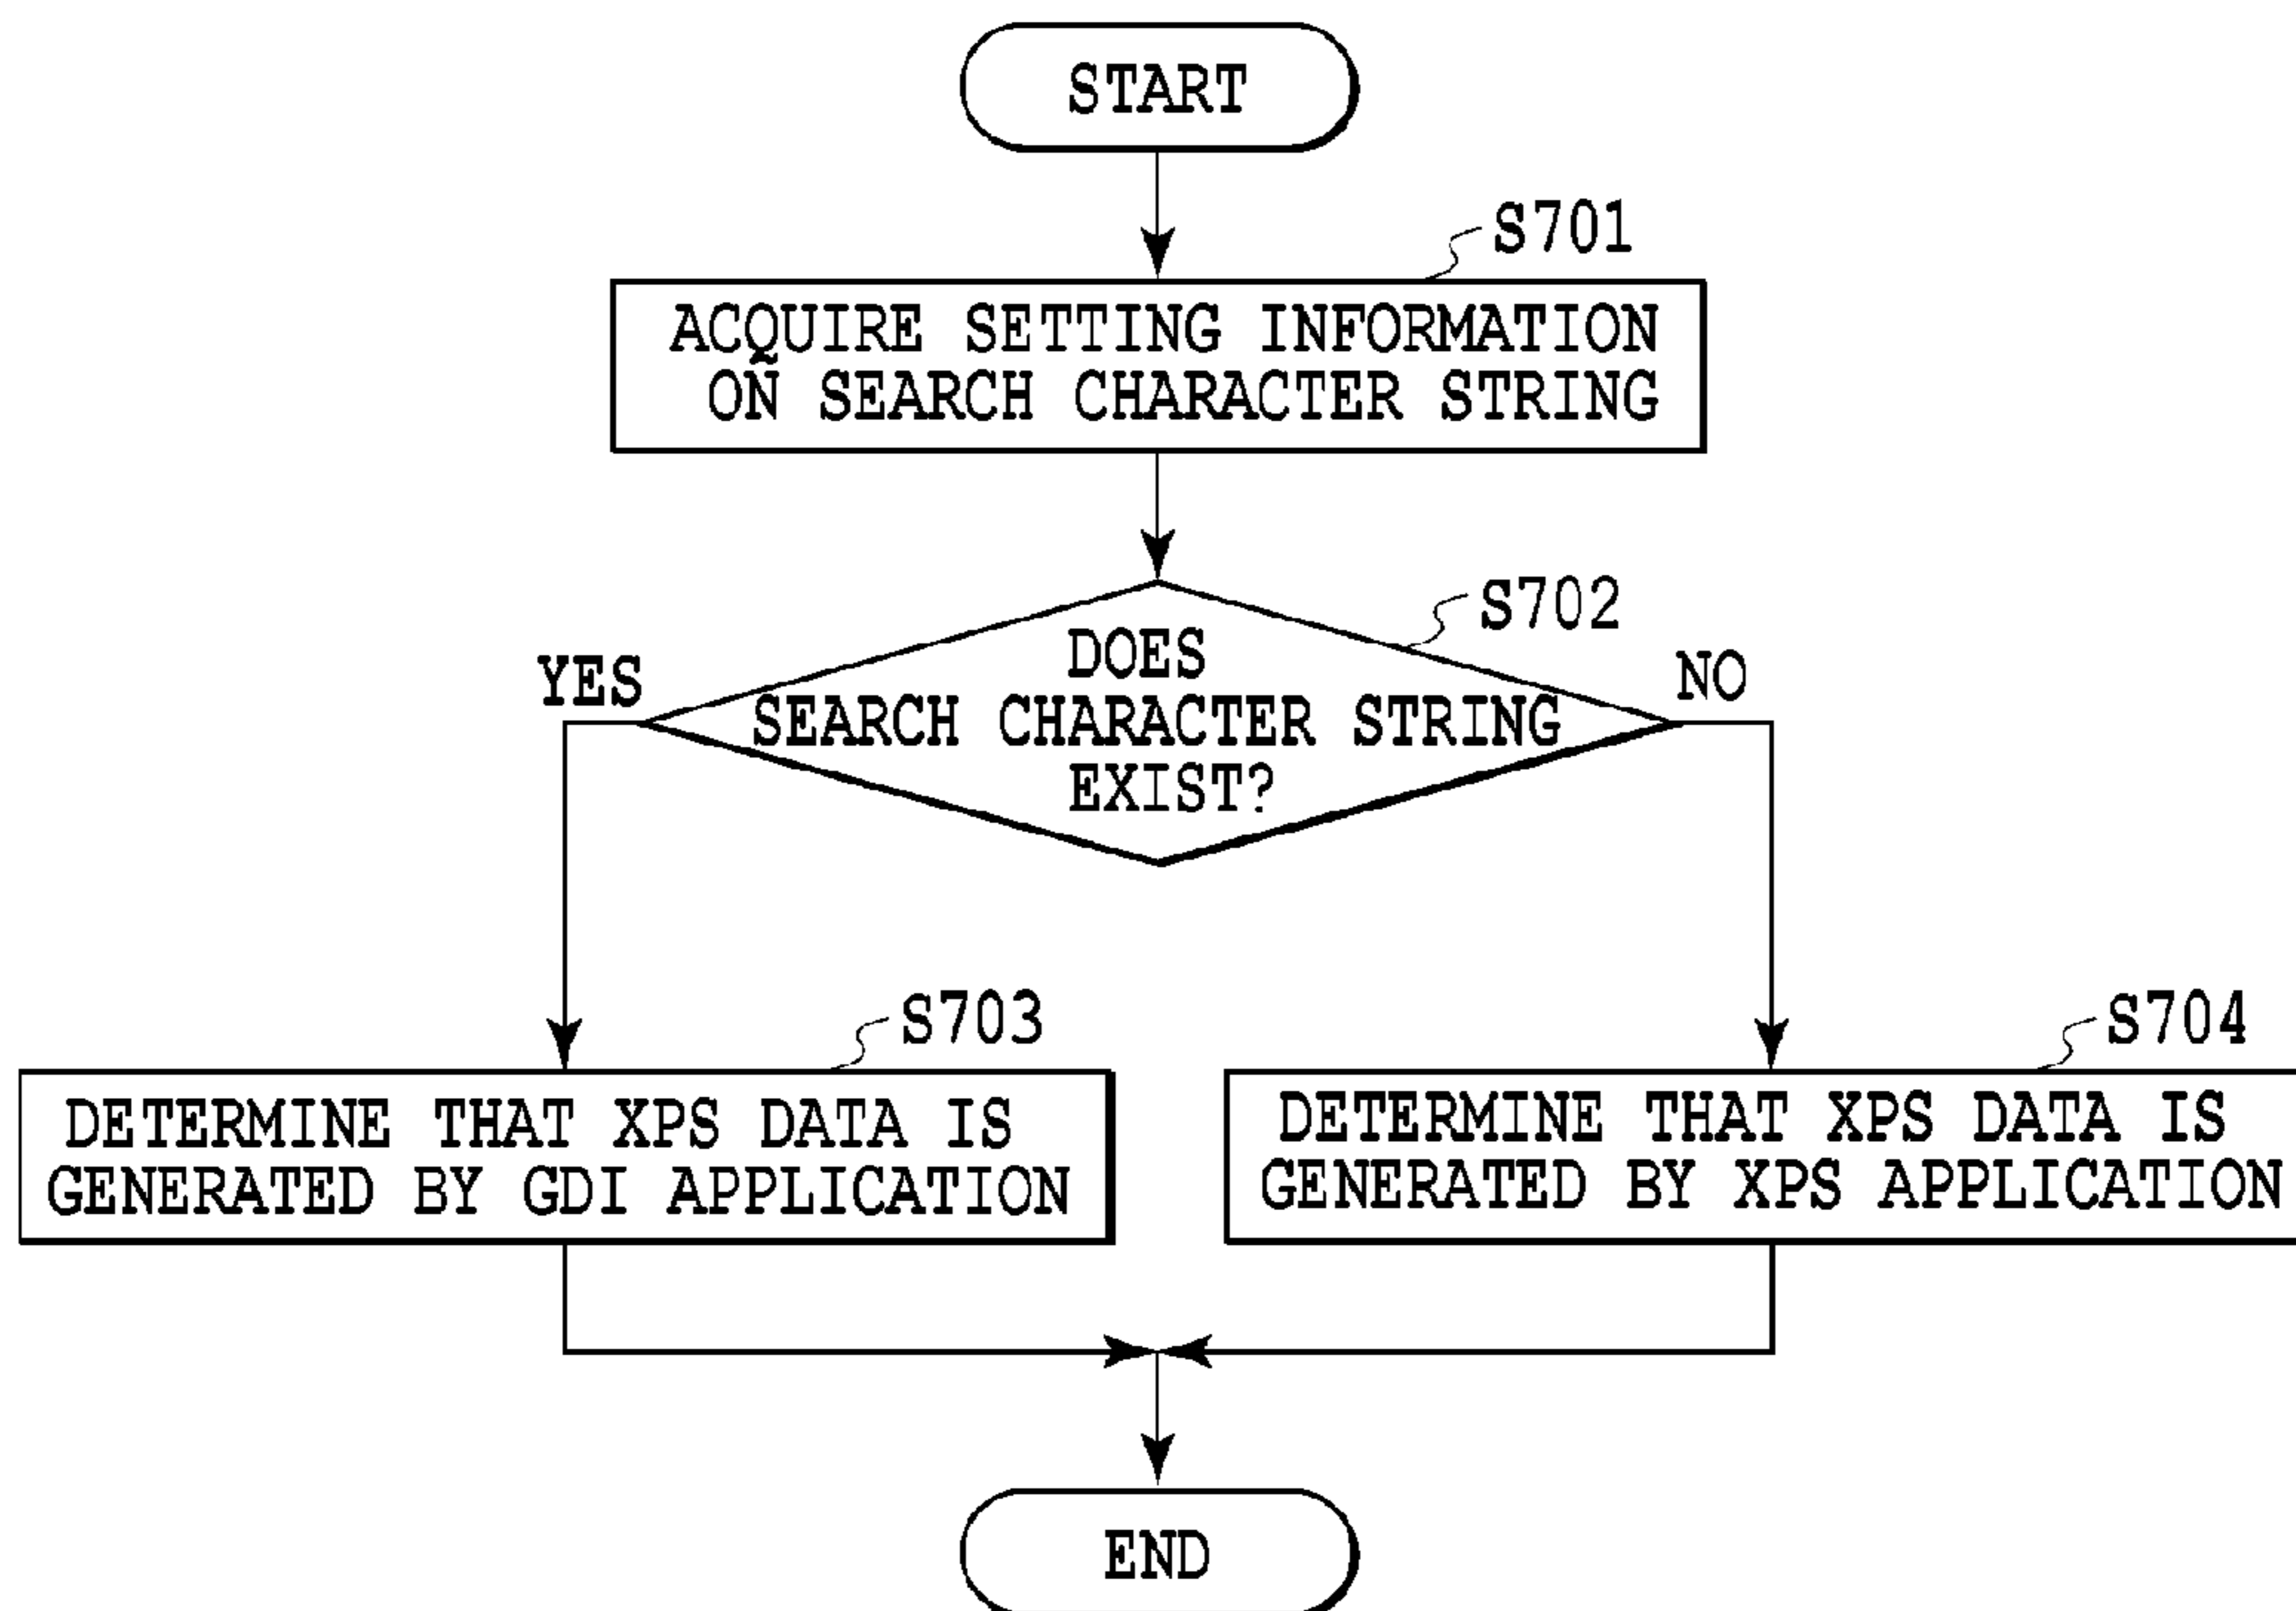 START
S701
ACQUIRE SETTING INFORMATION
ON SEARCH CHARACTER STRING
S702
DOES
SEARCH CHARACTER STRING
EXIST?
YES
NO
S703
DETERMINE THAT XPS DATA IS
GENERATED BY GDI APPLICATION
S704
DETERMINE THAT XPS DATA IS
GENERATED BY XPS APPLICATION
END